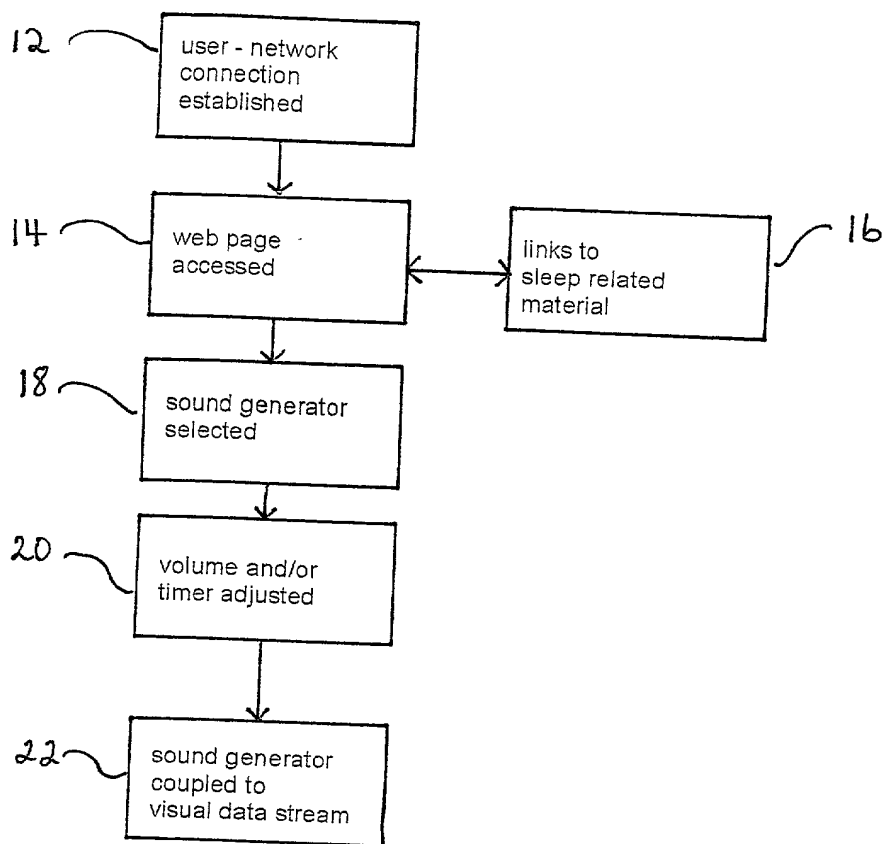 12
user - network
connection
established
14
web page
accessed
links to
sleep related
material
16
18
sound generator
selected
20
volume and/or
timer adjusted
22
sound generator
coupled to
visual data stream